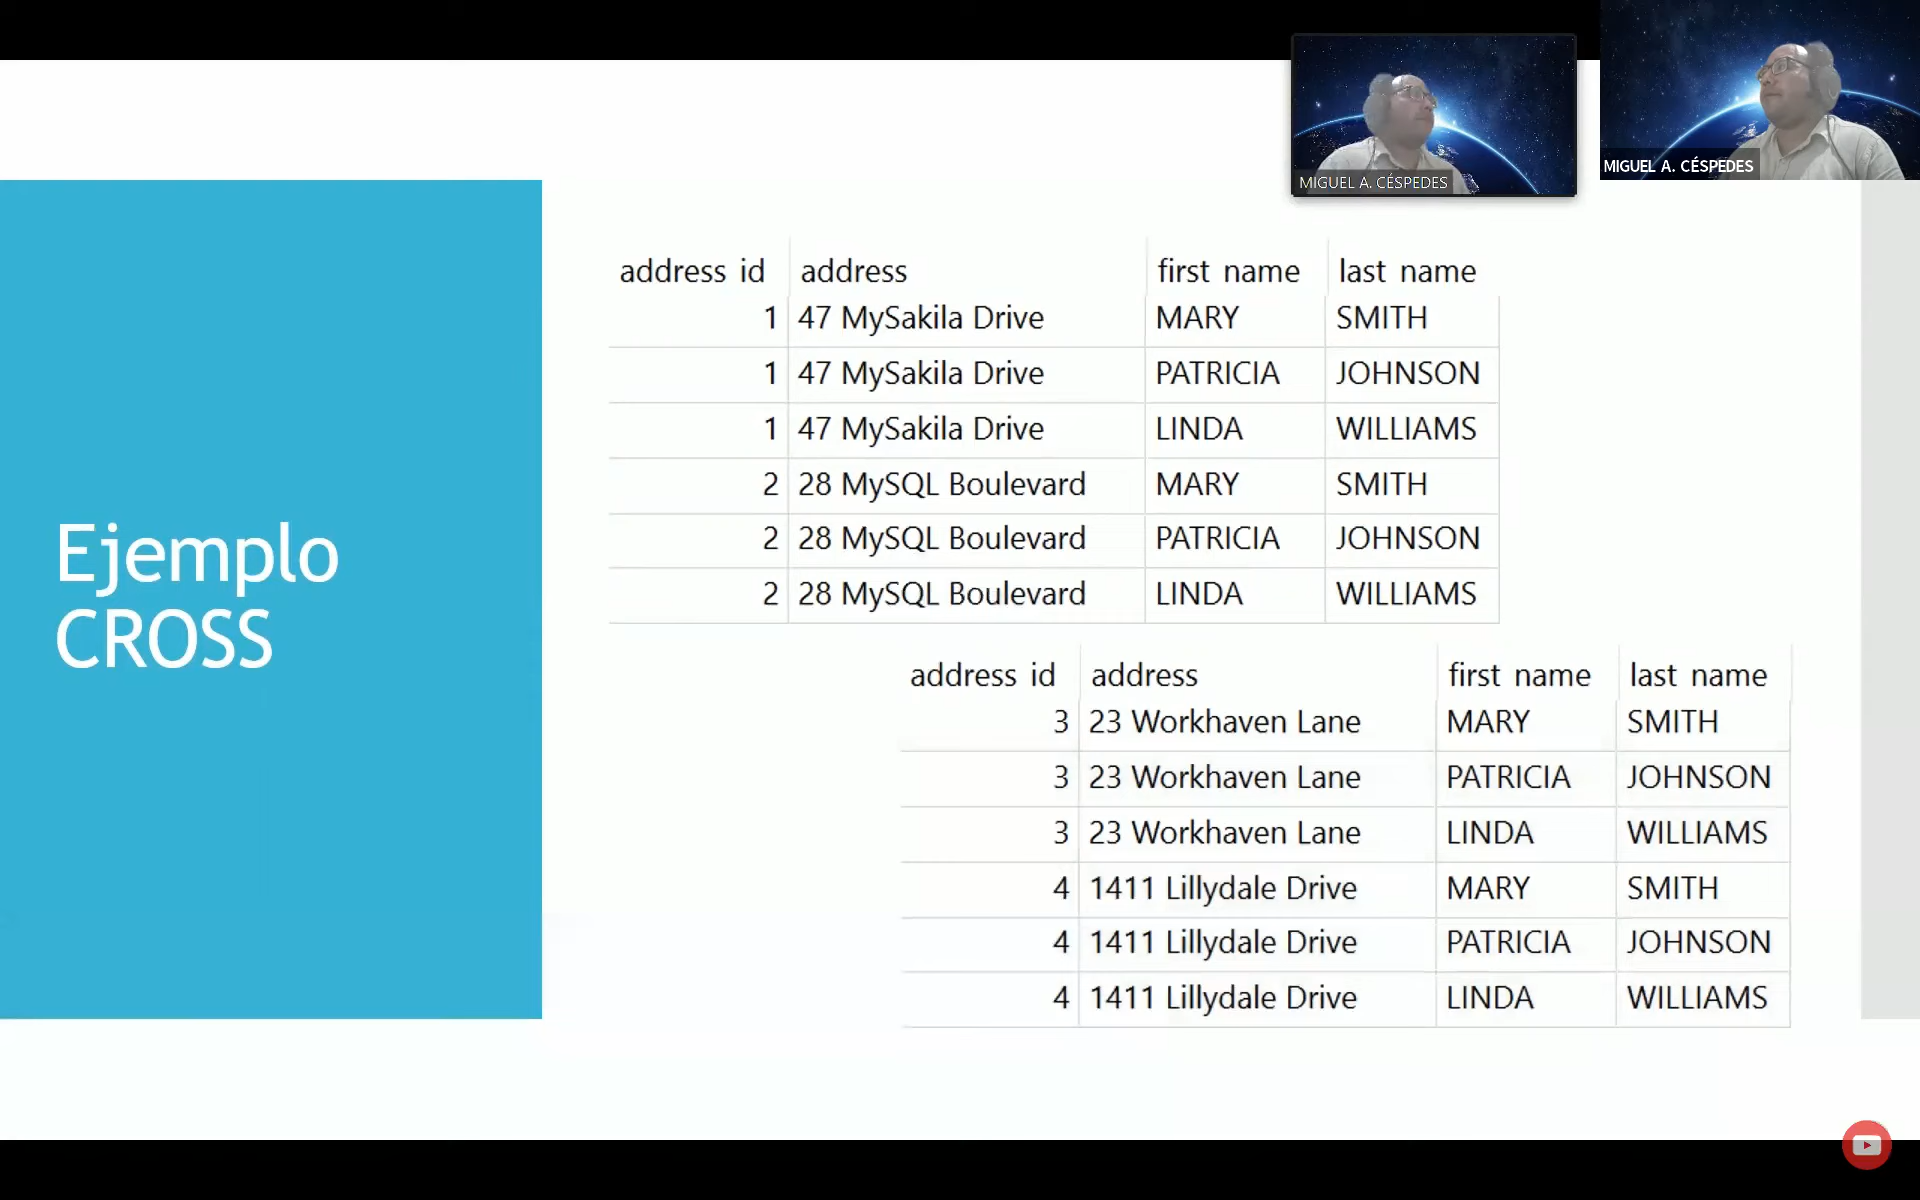 MIGUEL A. CÉSPEDES
MIGUEL A. CÉSPEDES
Ejemplo
CROSS
address id address first name last name
1 47 MySakila Drive MARY SMITH
1 47 MySakila Drive PATRICIA JOHNSON
1 47 MySakila Drive LINDA WILLIAMS
2 28 MySQL Boulevard MARY SMITH
2 28 MySQL Boulevard PATRICIA JOHNSON
2 28 MySQL Boulevard LINDA WILLIAMS
address id address first name last name
3 23 Workhaven Lane MARY SMITH
3 23 Workhaven Lane PATRICIA JOHNSON
3 23 Workhaven Lane LINDA WILLIAMS
4 1411 Lillydale Drive MARY SMITH
4 1411 Lillydale Drive PATRICIA JOHNSON
4 1411 Lillydale Drive LINDA WILLIAMS